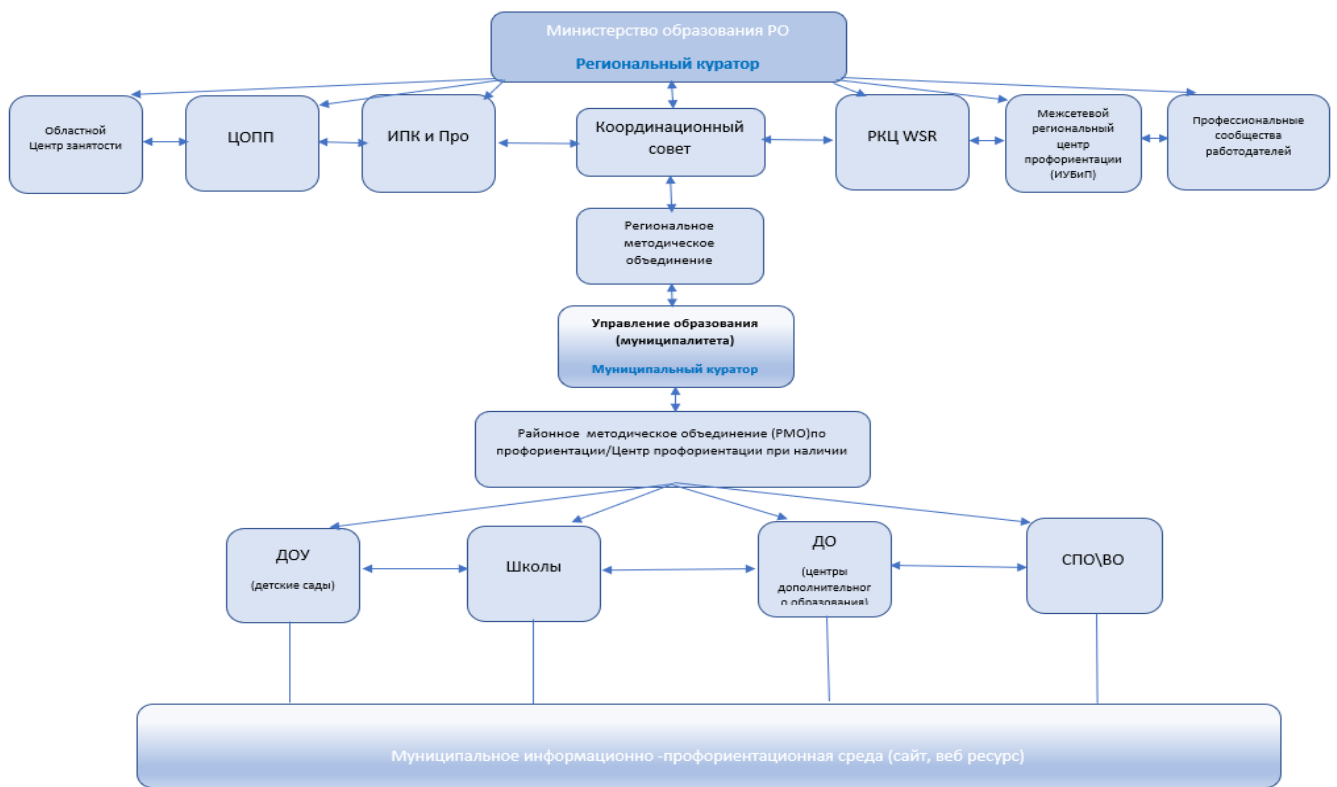 Министерство образования РО
Региональный куратор
Областной
Центр занятости
ЦОПП
ИПК и Про
Координационный
совет
РКЦ WSR
Межсетевой
региональный
центр
профориентации
(ИУБиП)
Профессиональные
сообщества
работодателей
Региональное
методическое
объединение
Управление образования
(муниципалитета)
Муниципальный куратор
Районное методическое объединение (РМО)по
профориентации/Центр профориентации при наличии
ДОУ
(детские сады)
Школы
ДО
(центры
дополнительног
о образования)
СПО\ВО
Муниципальное информационно -профориентационная среда (сайт, веб ресурс)